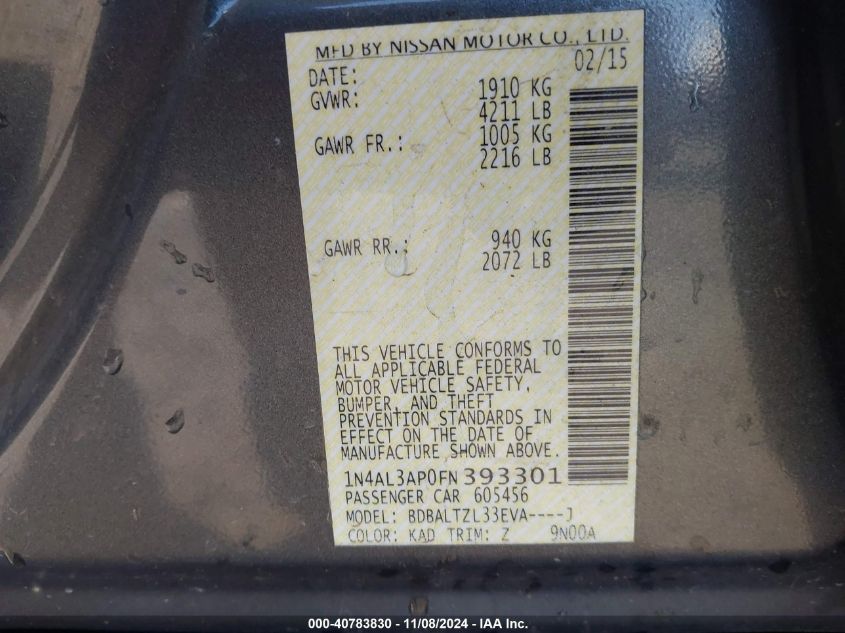 MFD BY NISSAN MOTOR CO., LTD.
DATE: 02/15
GVWR: 1910 KG
4211 LB
GAWR FR.: 1005 KG
2216 LB
GAWR RR.: 940 KG
2072 LB
THIS VEHICLE CONFORMS TO
ALL APPLICABLE FEDERAL
MOTOR VEHICLE SAFETY,
BUMPER, AND THEFT
PREVENTION STANDARDS IN
EFFECT ON THE DATE OF
MANUFACTURE SHOWN ABOVE.
1N4AL3AP0FN393301
PASSENGER CAR 605456
MODEL: BDBALTZL33EVA----J
COLOR: KAD TRIM: Z 9N00A
000-40783830 - 11/08/2024 - IAA Inc.